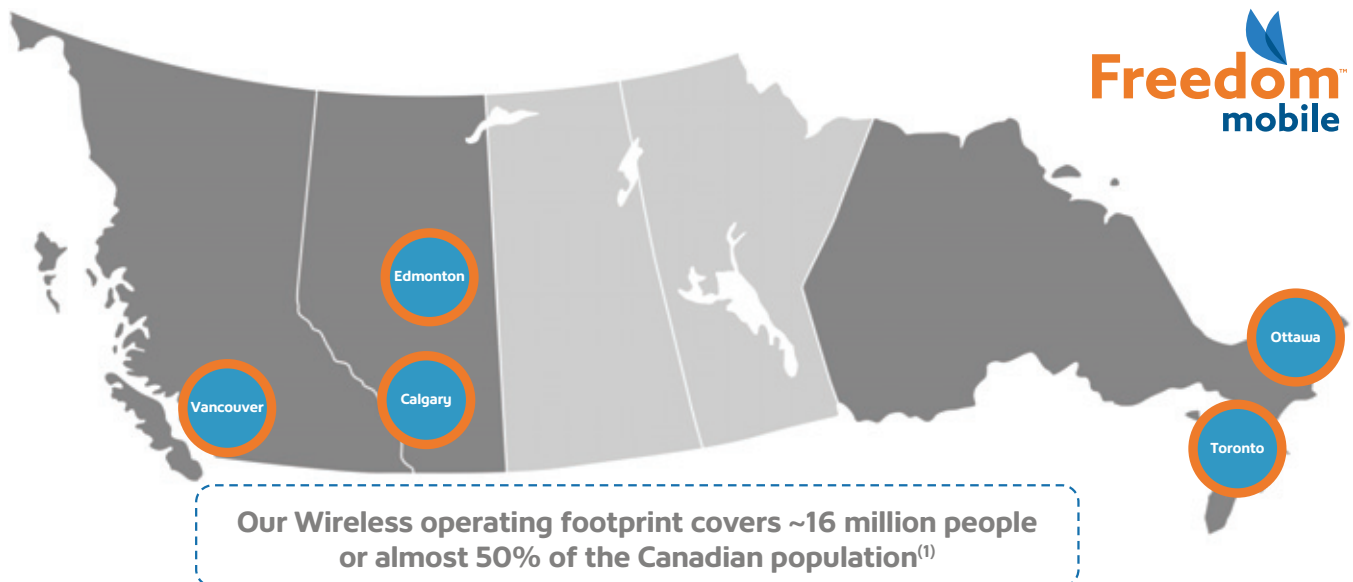 Freedom™
mobile
Edmonton
Ottawa
Vancouver
Calgary
Toronto
Our Wireless operating footprint covers ~16 million people
or almost 50% of the Canadian population(1)